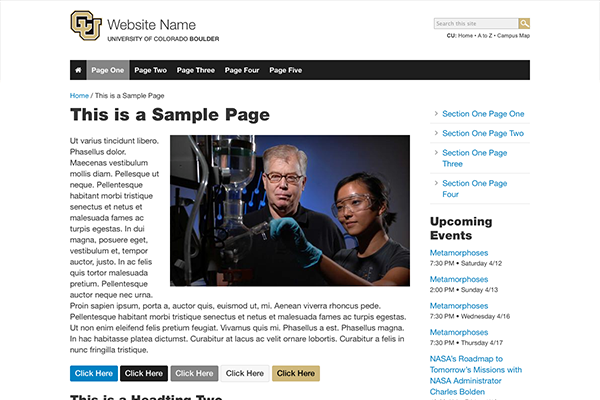 CU
Website Name
UNIVERSITY OF COLORADO BOULDER
Search this site
CU: Home • A to Z • Campus Map
Page One Page Two Page Three Page Four Page Five
Home / This is a Sample Page
This is a Sample Page
Ut varius tincidunt libero.
Phasellus dolor.
Maecenas vestibulum
mollis diam. Pellesque ut
neque. Pellentesque
habitant morbi tristique
senectus et netus et
malesuada fames ac
turpis egestas. In dui
magna, posuere eget,
vestibulum et, tempor
auctor, justo. In ac felis
quis tortor malesuada
pretium. Pellentesque
auctor neque nec urna.
Proin sapien ipsum, porta a, auctor quis, euismod ut, mi. Aenean viverra rhoncus pede.
Pellentesque habitant morbi tristique senectus et netus et malesuada fames ac turpis egestas.
Ut non enim eleifend felis pretium feugiat. Vivamus quis mi. Phasellus a est. Phasellus magna.
In hac habitasse platea dictumst. Curabitur at lacus ac velit ornare lobortis. Curabitur a felis in
nunc fringilla tristique.
Click Here Click Here Click Here Click Here Click Here
This is a Headting Two
Section One Page One
Section One Page Two
Section One Page
Three
Section One Page
Four
Upcoming
Events
Metamorphoses
7:30 PM • Saturday 4/12
Metamorphoses
2:00 PM • Sunday 4/13
Metamorphoses
7:30 PM • Wednesday 4/16
Metamorphoses
7:30 PM • Thursday 4/17
NASA's Roadmap to
Tomorrow's Missions with
NASA Administrator
Charles Bolden